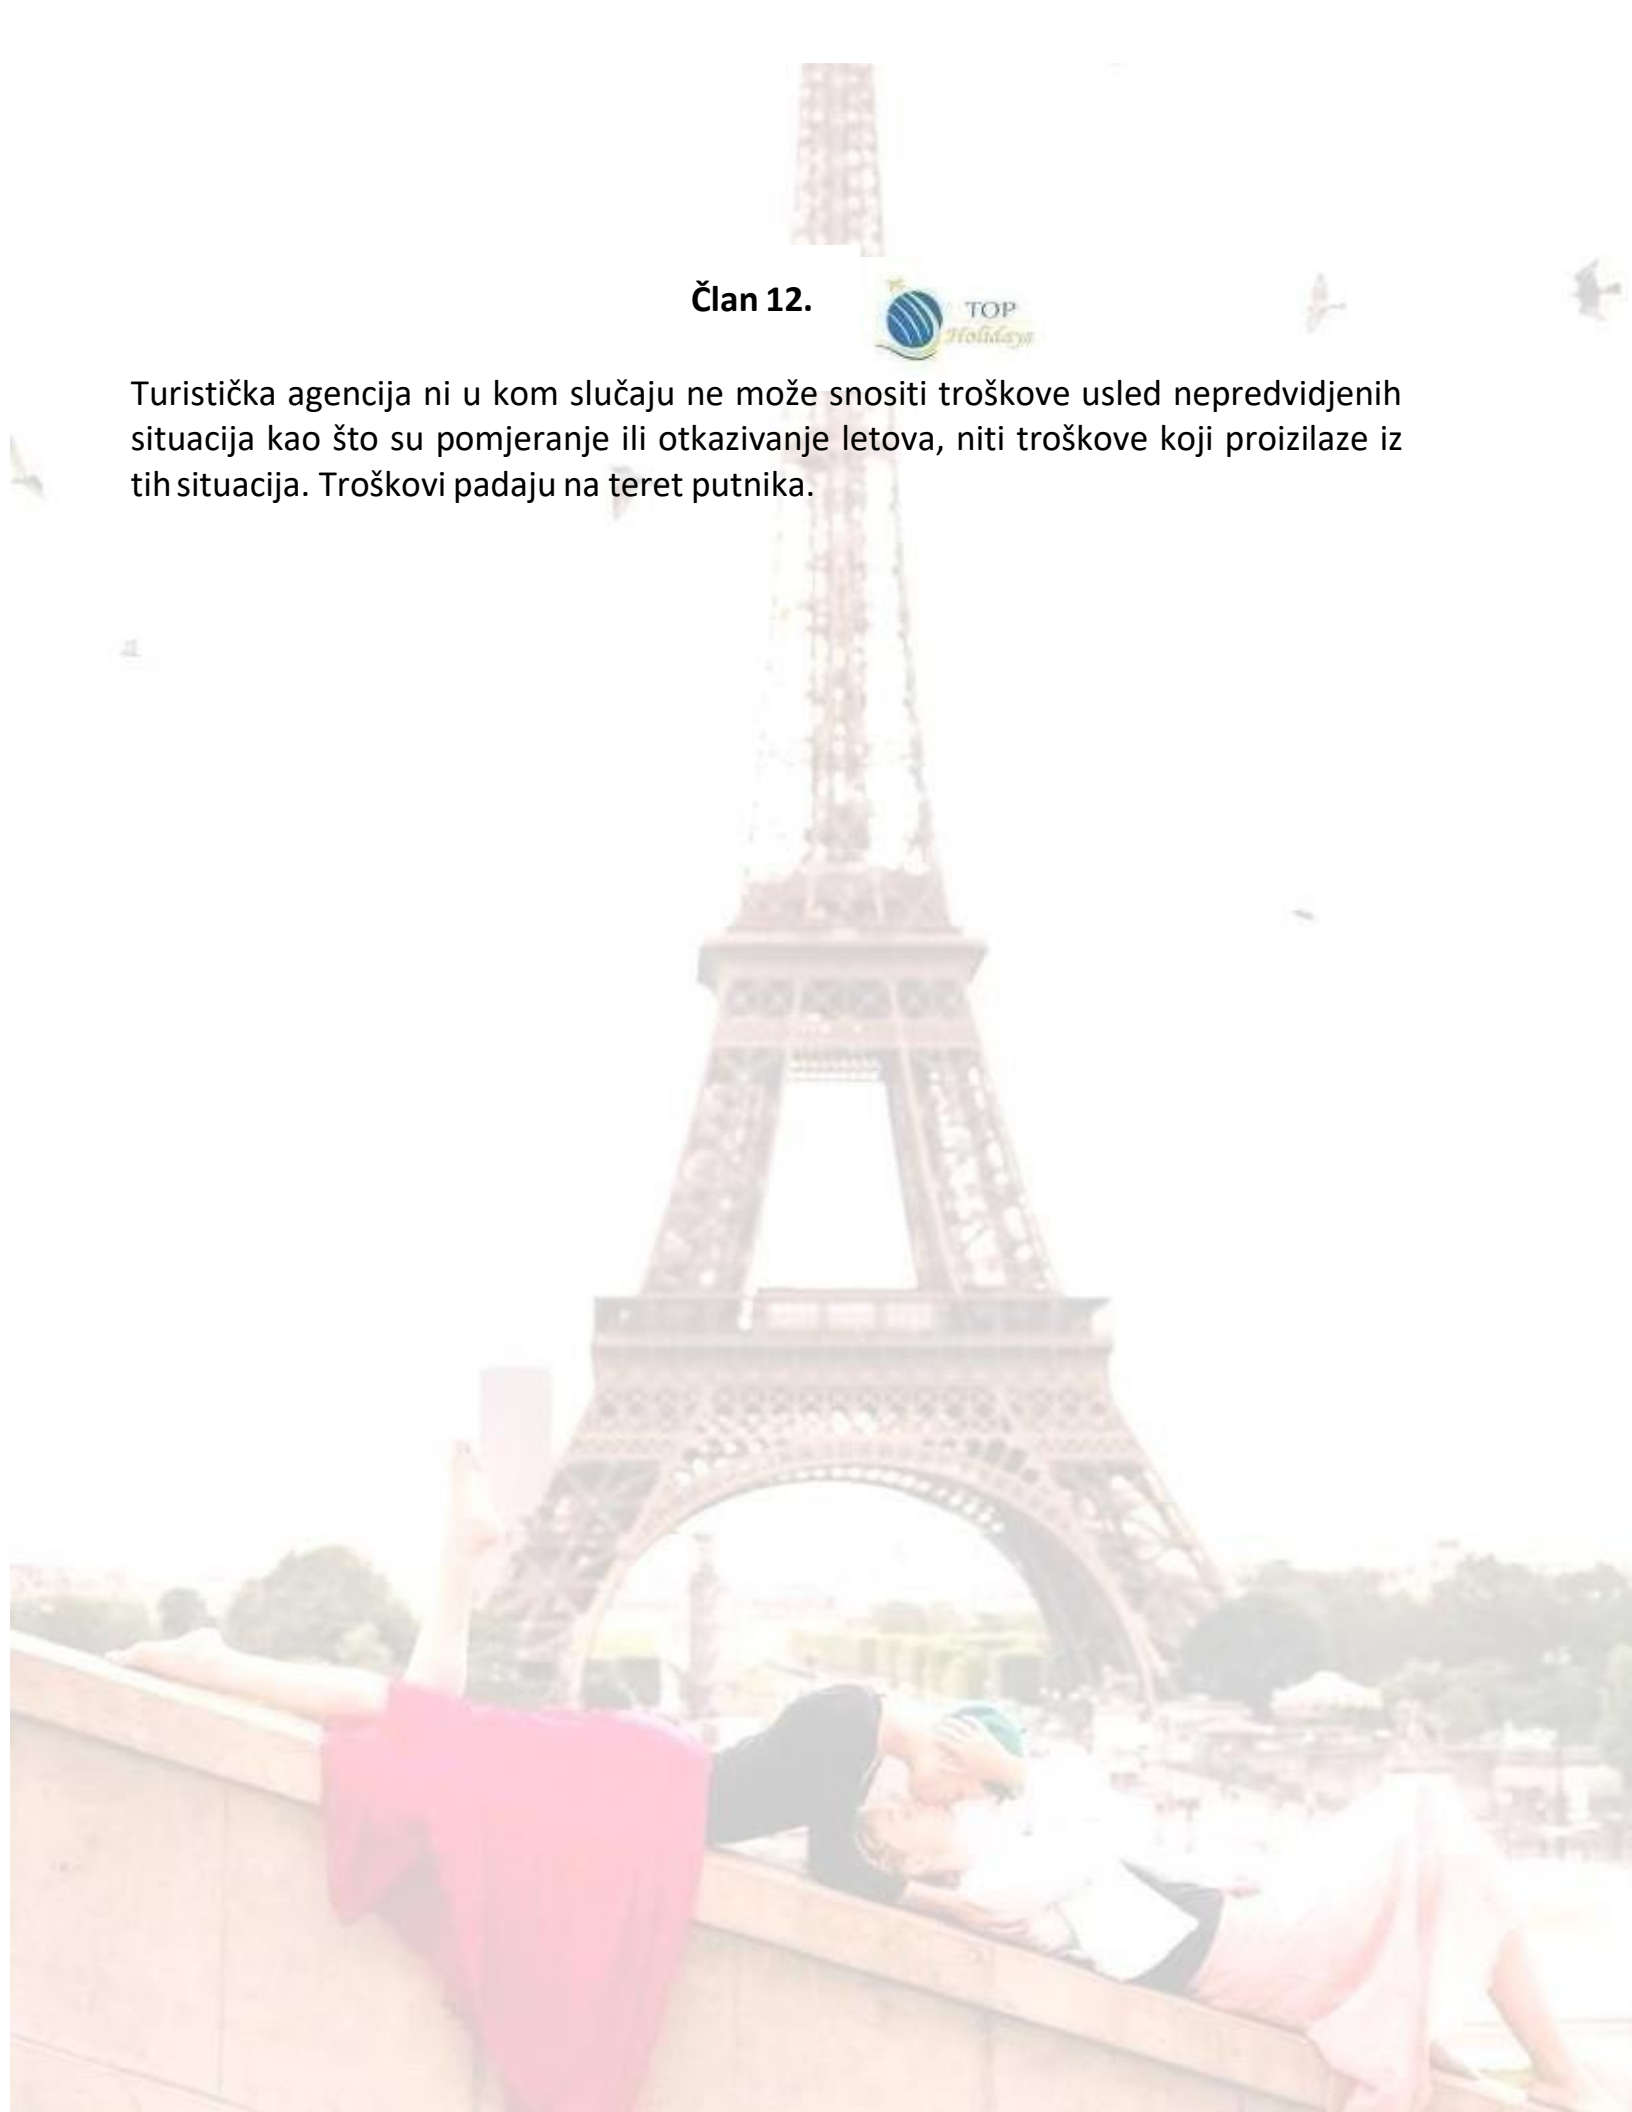 Član 12.
TOP
Holidays
Turistička agencija ni u kom slučaju ne može snositi troškove usled nepredvidjenih
situacija kao što su pomjeranje ili otkazivanje letova, niti troškove koji proizilaze iz
tih situacija. Troškovi padaju na teret putnika.